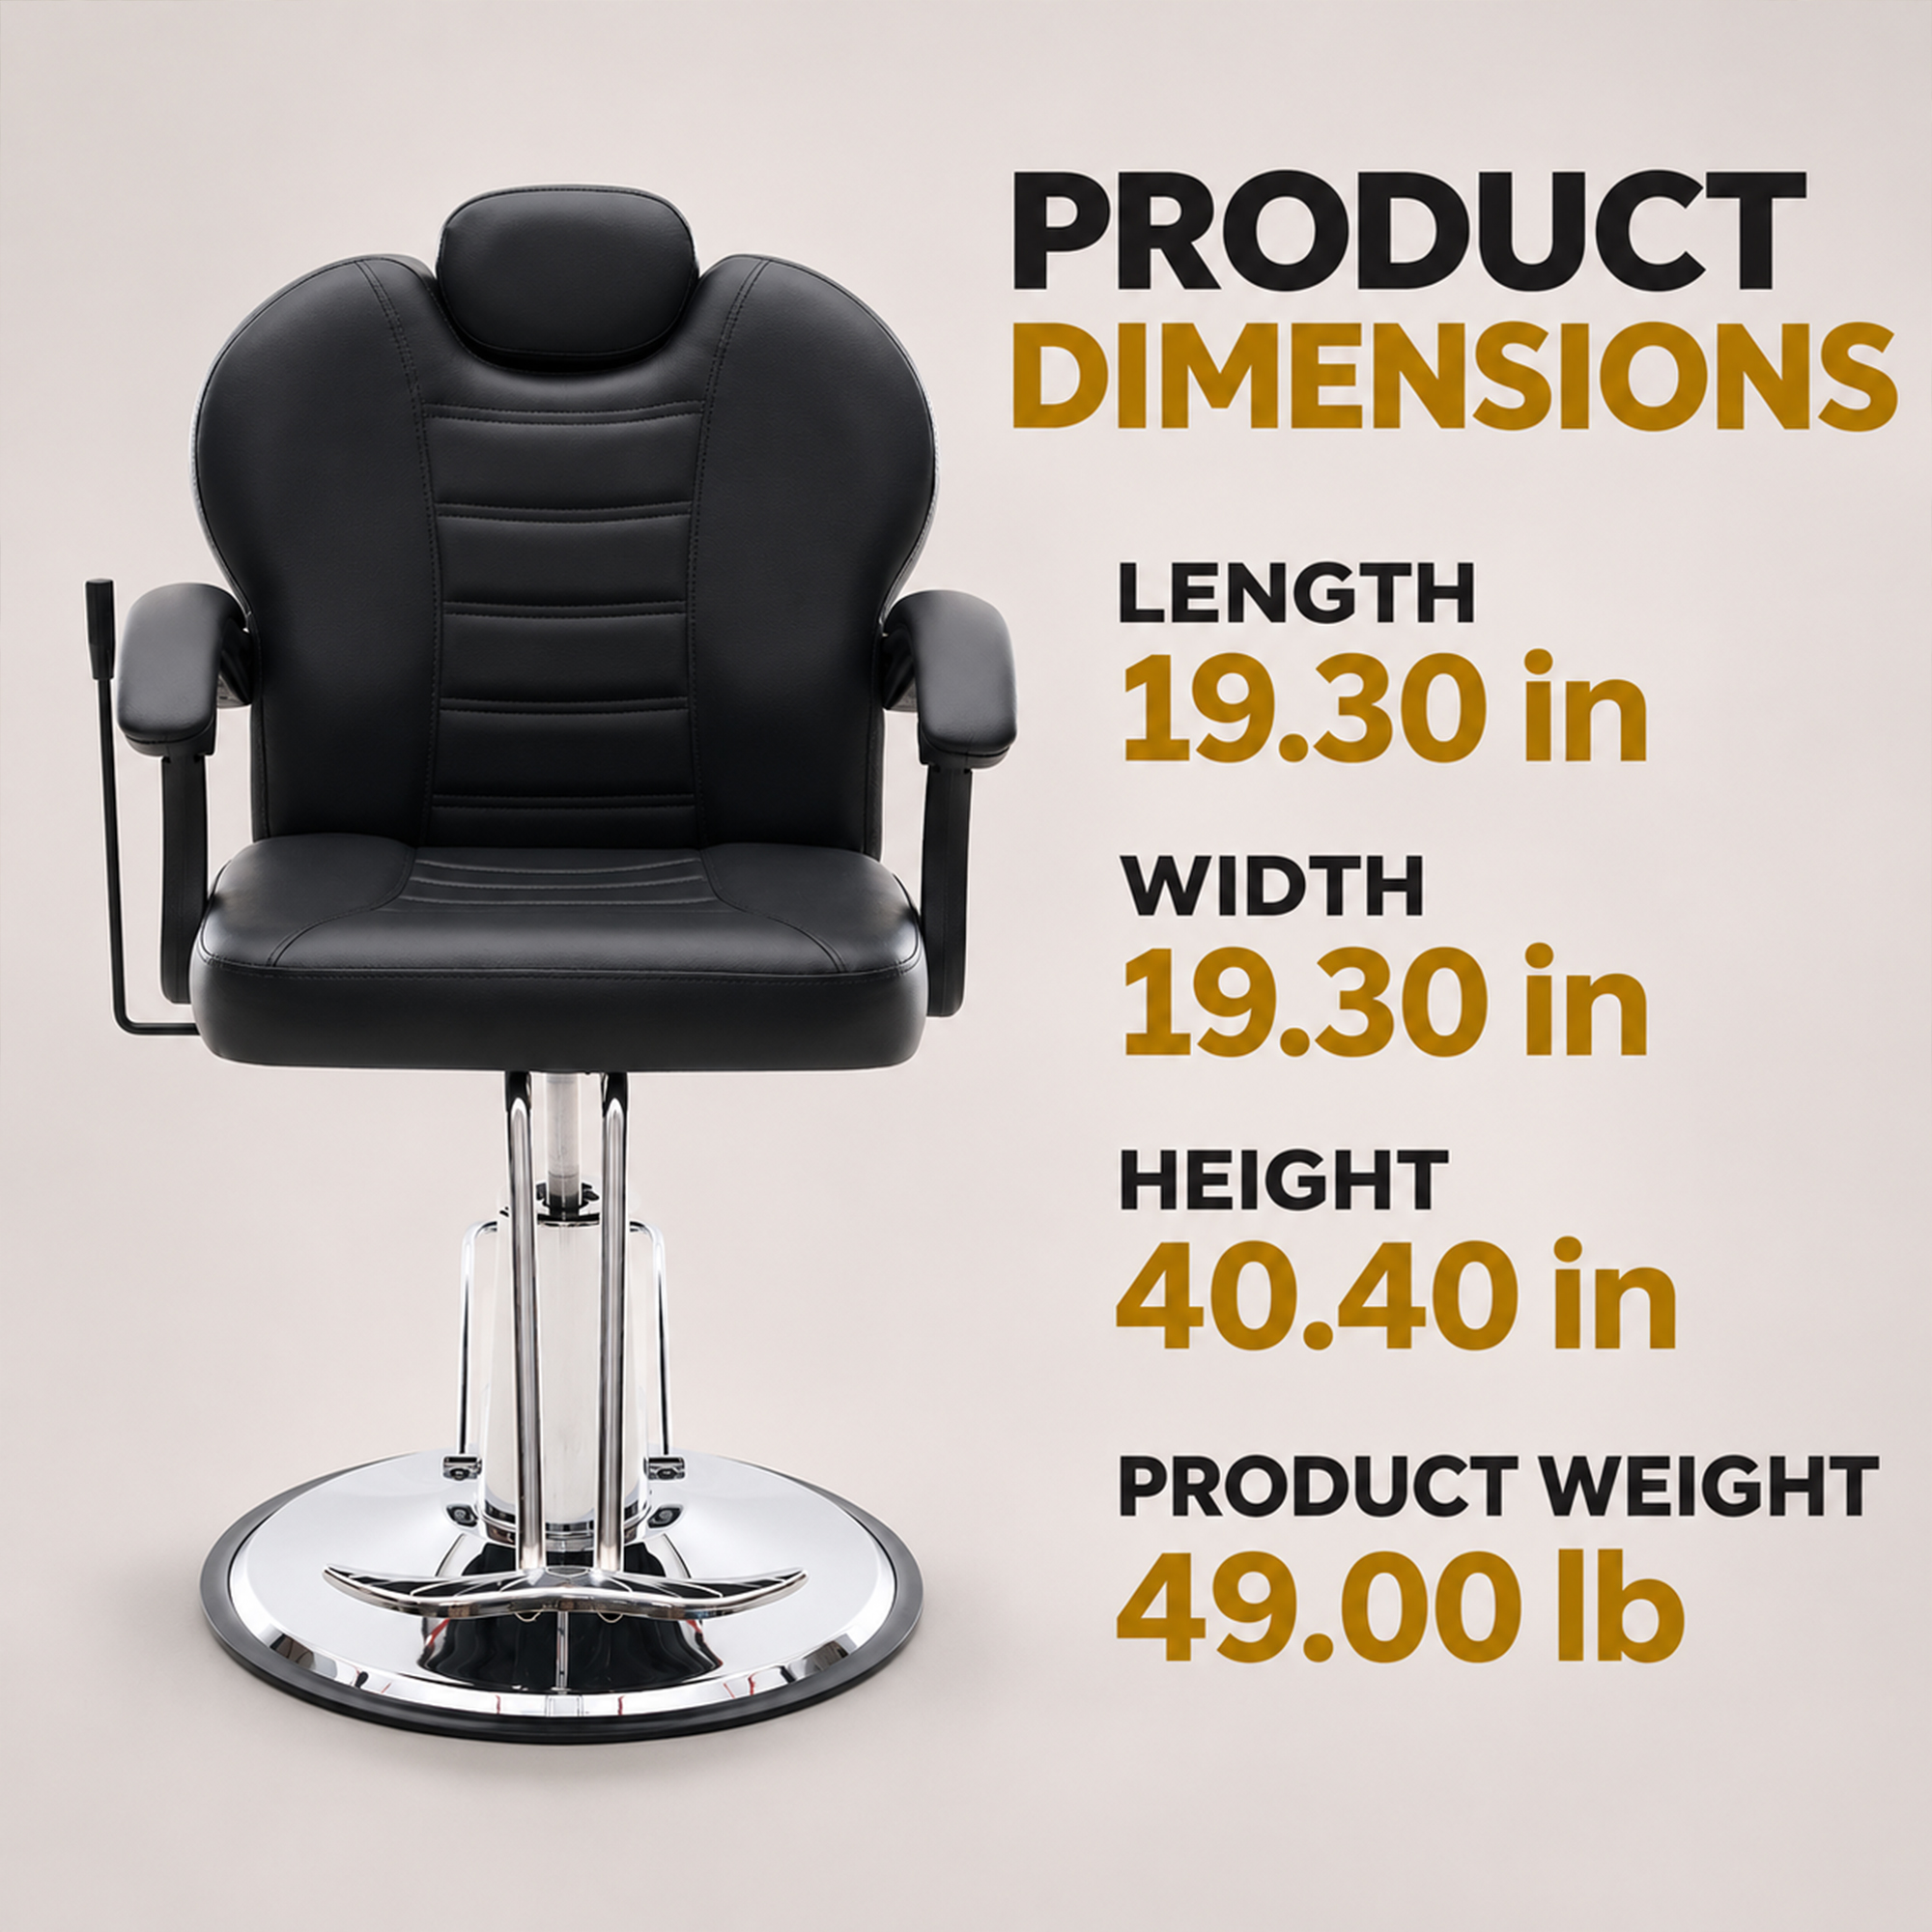 PRODUCT
DIMENSIONS
LENGTH
19.30 in
WIDTH
19.30 in
HEIGHT
40.40 in
PRODUCT WEIGHT
49.00 lb